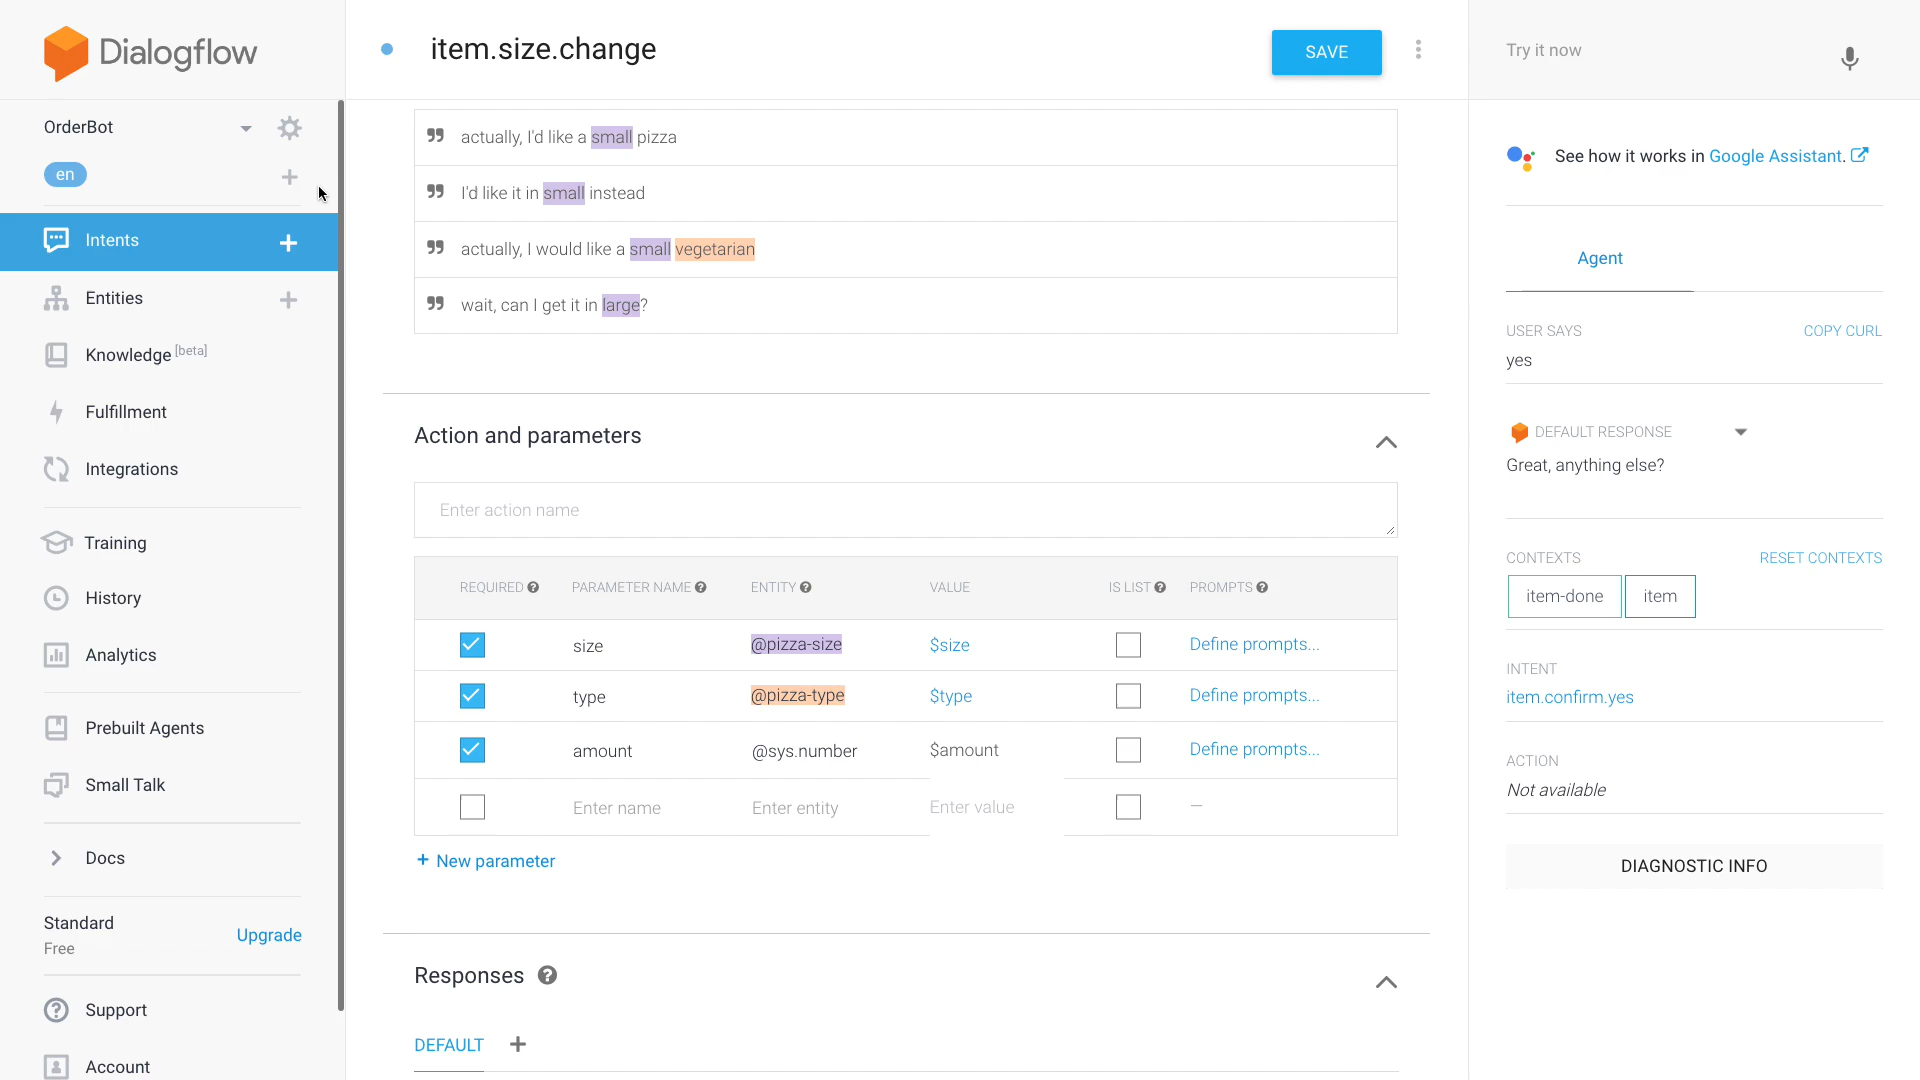 Dialogflow
OrderBot
en
Intents
Entities
Knowledge [beta]
Fulfillment
Integrations
Training
History
Analytics
Prebuilt Agents
Small Talk
Docs
Standard
Free
Upgrade
Support
Account
item.size.change
SAVE
actually, I'd like a small pizza
I'd like it in small instead
actually, I would like a small vegetarian
wait, can I get it in large?
Action and parameters
Enter action name
REQUIRED ? PARAMETER NAME ? ENTITY ? VALUE IS LIST ? PROMPTS ?
size @pizza-size $size Define prompts...
type @pizza-type $type Define prompts...
amount @sys.number $amount Define prompts...
Enter name Enter entity Enter value —
+ New parameter
Responses ?
DEFAULT +
Try it now
See how it works in Google Assistant.
Agent
USER SAYS COPY CURL
yes
DEFAULT RESPONSE
Great, anything else?
CONTEXTS RESET CONTEXTS
item-done item
INTENT
item.confirm.yes
ACTION
Not available
DIAGNOSTIC INFO